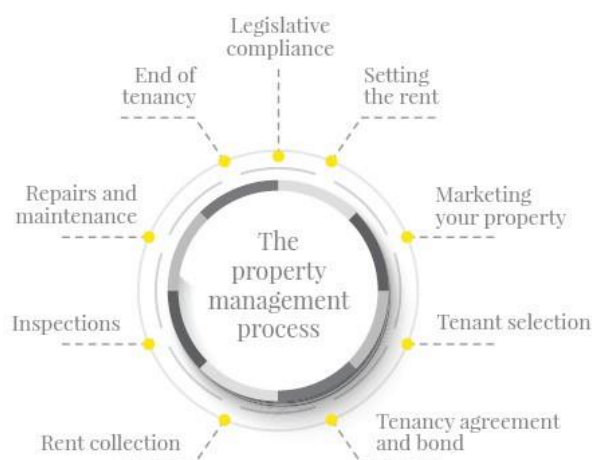 Legislative
compliance
Setting
the rent
Marketing
your property
Tenant selection
Tenancy agreement
and bond
Rent collection
Inspections
Repairs and
maintenance
End of
tenancy
The
property
management
process